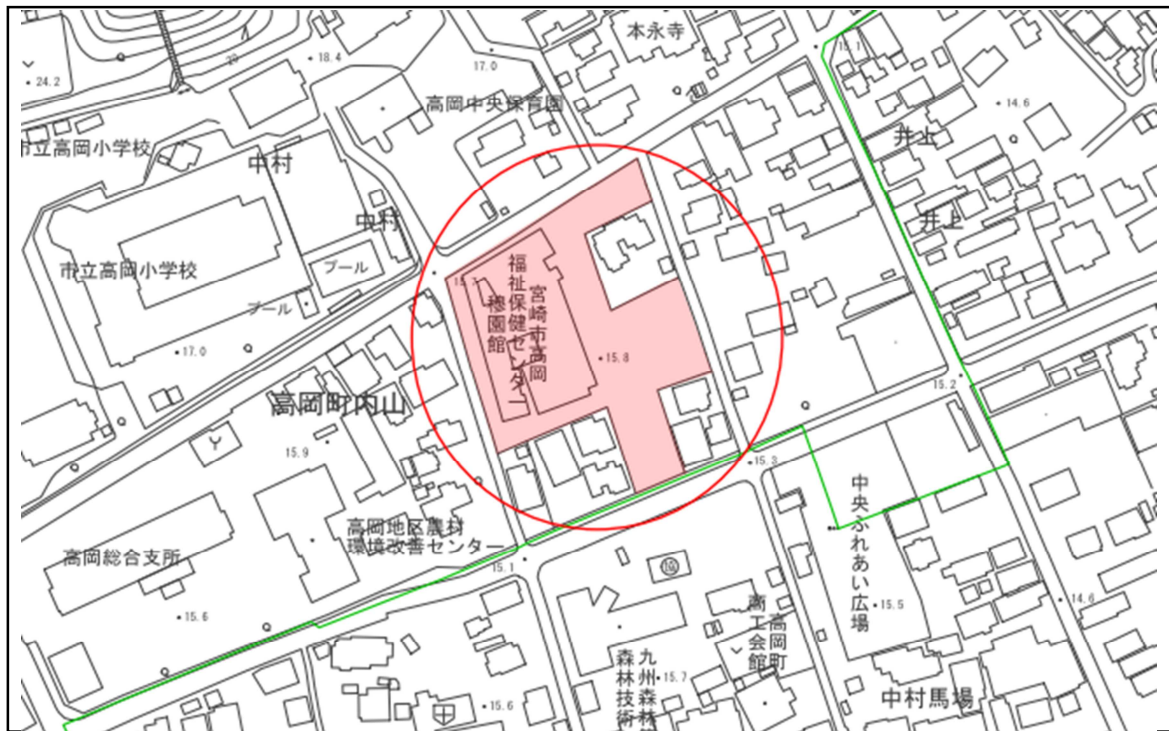 本永寺
15.1
24.2
20
18.4
17.0
高岡中央保育園
14.6
市立高岡小学校
中村
井上
中村
井上
市立高岡小学校
プール
プール
15.7
宮崎市高岡
福祉保健センター
穂園館
17.0
15.8
15.2
高岡町内山
15.9
15.3
中央ふれあい広場
高岡地区農村
環境改善センター
高岡総合支所
15.1
15.6
15.5
14.6
高岡町
商工会館
九州森林
森林技術
15.7
中村馬場
15.6